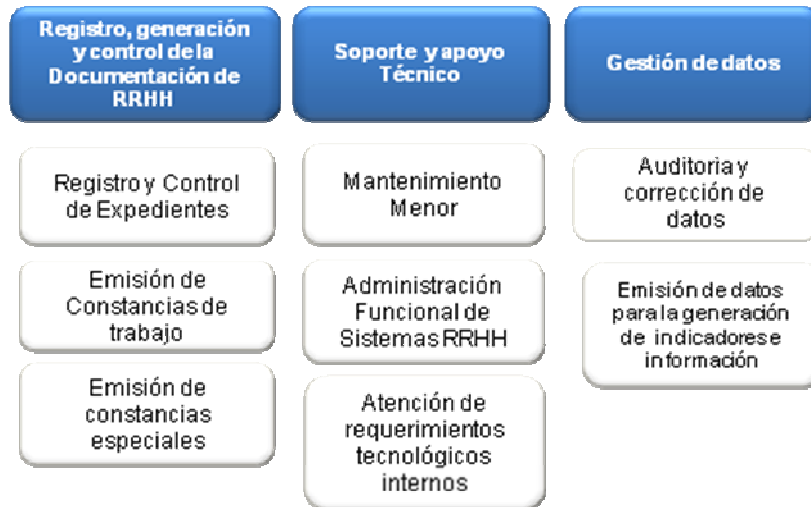 Registro, generación
y control de la
Documentación de
RRHH
Registro y Control
de Expedientes
Emisión de
Constancias de
trabajo
Emisión de
constancias
especiales
Soporte y apoyo
Técnico
Mantenimiento
Menor
Administración
Funcional de
Sistemas RRHH
Atención de
requerimientos
tecnológicos
internos
Gestión de datos
Auditoria y
corrección de
datos
Emisión de datos
para la generación
de indicadores e
información